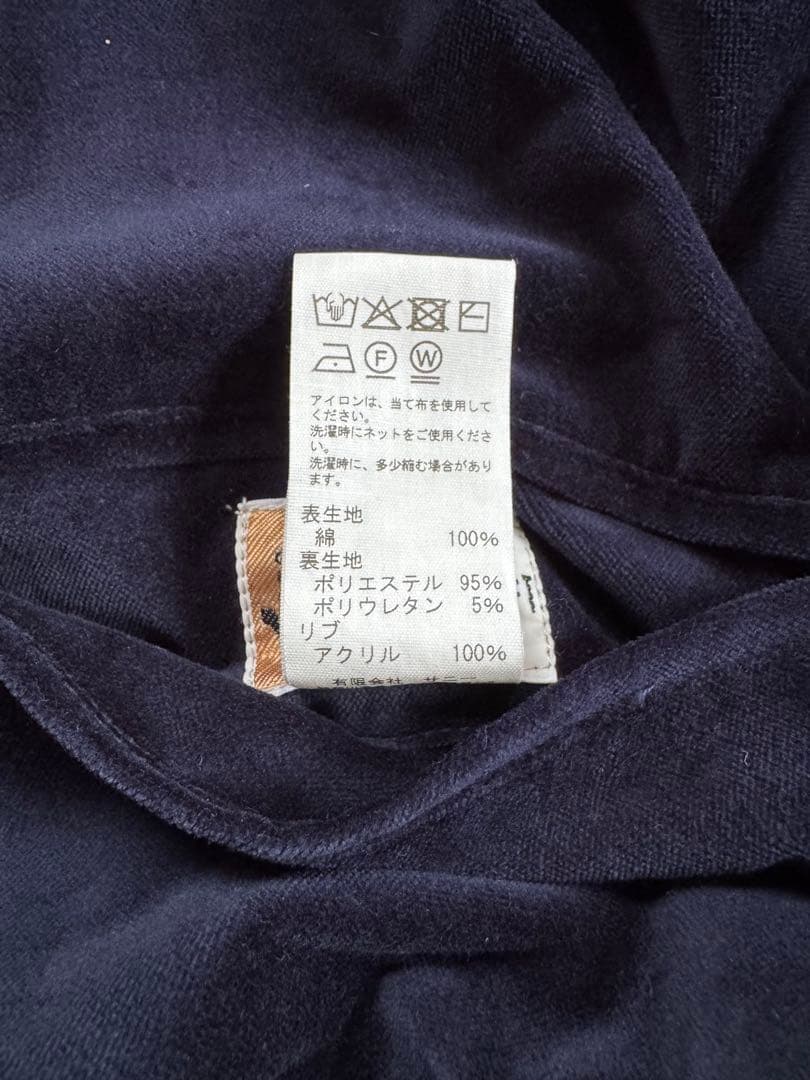 F W
アイロンは、当て布を使用して
ください。
洗濯時にネットをご使用くださ
い。
洗濯時に、多少縮む場合があり
ます。
表生地
綿 100%
裏生地
ポリエステル 95%
ポリウレタン 5%
リブ
アクリル 100%
有限会社